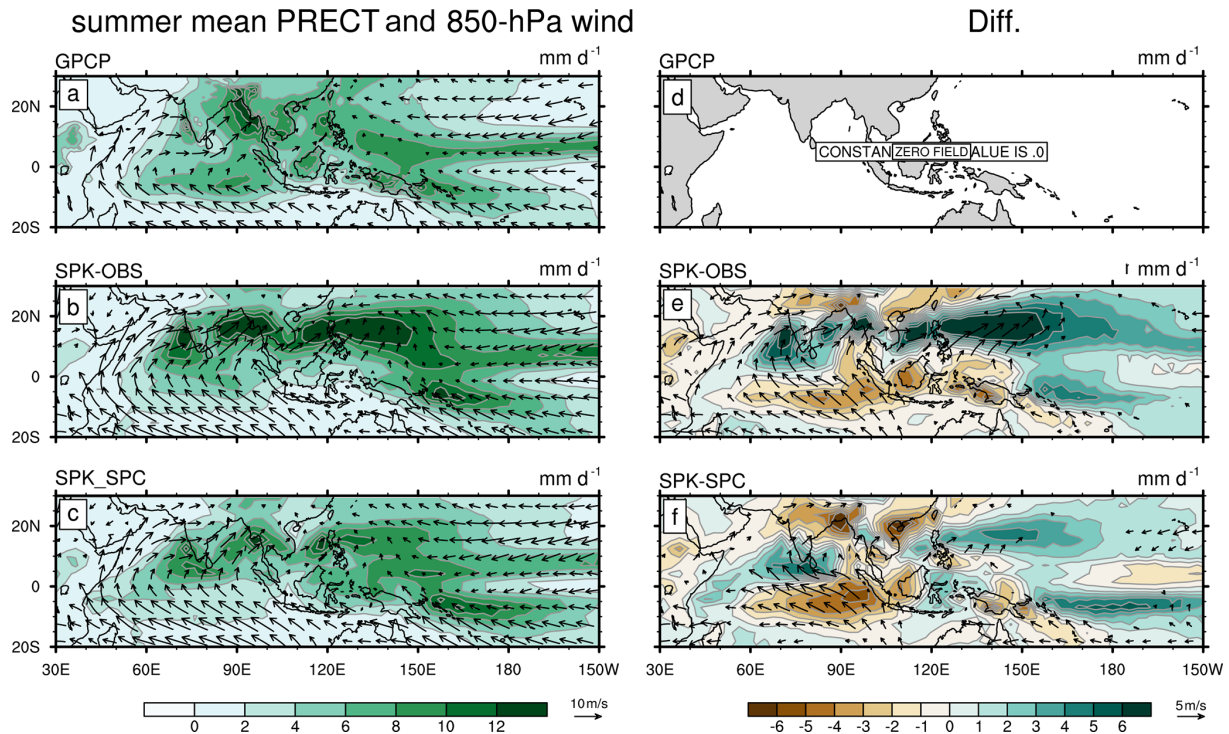 summer mean PRECT and 850-hPa wind
Diff.
GPCP
mm d⁻¹
a
20N
0
20S
mm d⁻¹
d
CONSTAN ZERO FIELD ALUE IS .0
SPK-OBS
mm d⁻¹
b
20N
0
20S
SPK-OBS
mm d⁻¹
e
SPK_SPC
mm d⁻¹
c
20N
0
20S
30E 60E 90E 120E 150E 180 150W
SPK-SPC
mm d⁻¹
f
30E 60E 90E 120E 150E 180 150W
0 2 4 6 8 10 12
10 m/s
-6 -5 -4 -3 -2 -1 0 1 2 3 4 5 6
5 m/s